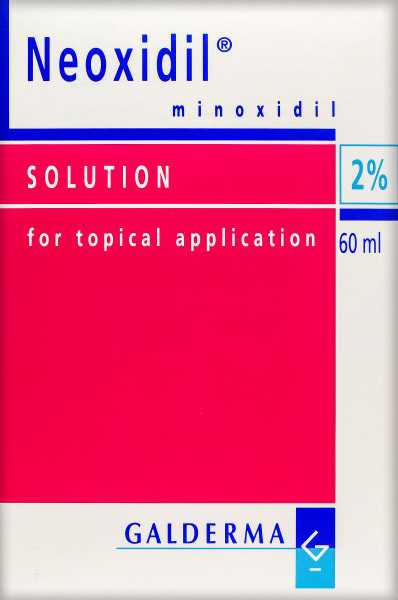 Neoxidil®
minoxidil
SOLUTION
2%
for topical application
60 ml
GALDERMA